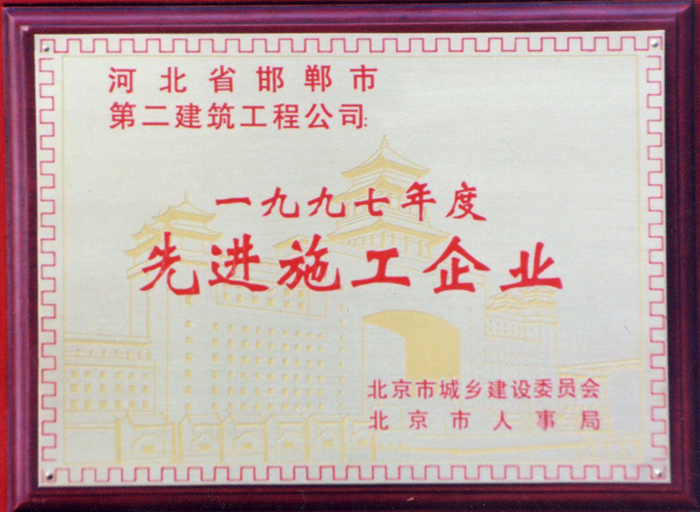 河北省邯郸市
第二建筑工程公司:
一九九七年度
先进施工企业
北京市城乡建设委员会
北京市人事局